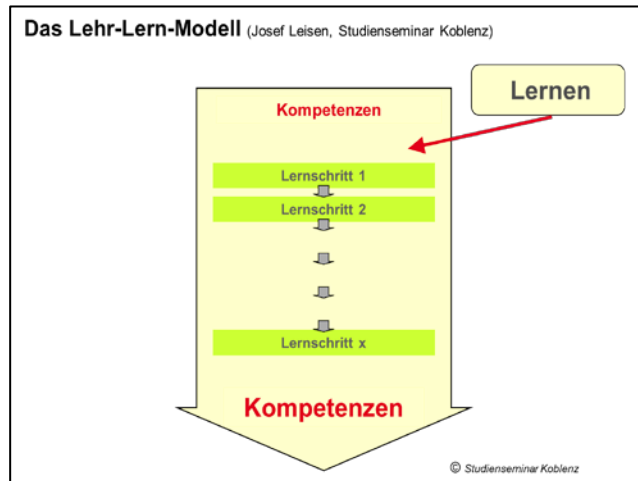 Das Lehr-Lern-Modell (Josef Leisen, Studienseminar Koblenz)
Lernen
Kompetenzen
Lernschritt 1
Lernschritt 2
Lernschritt x
Kompetenzen
© Studienseminar Koblenz